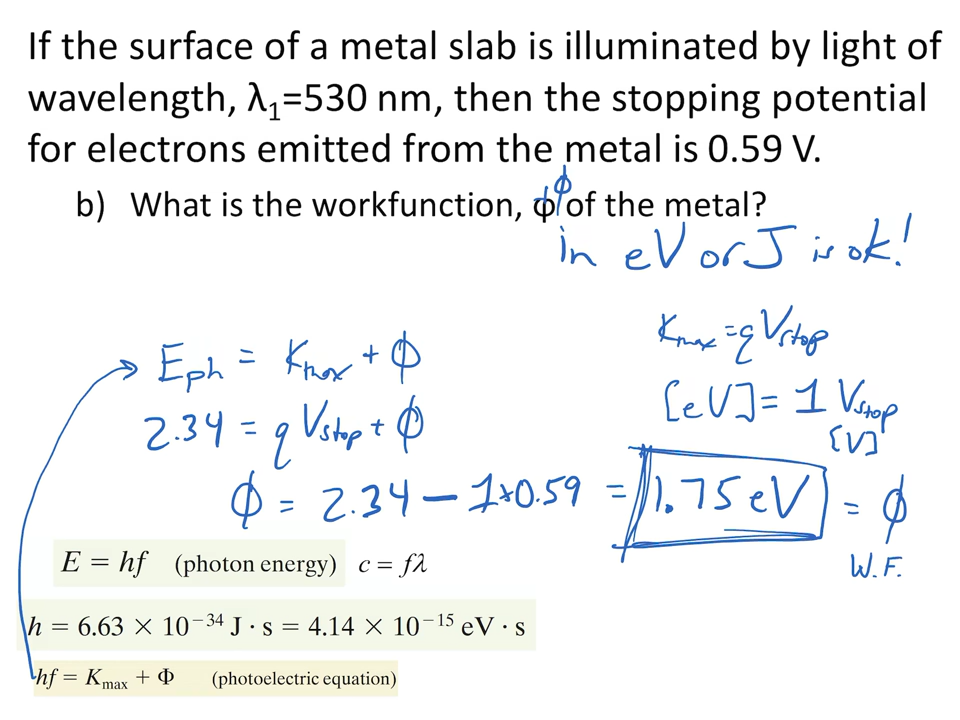 If the surface of a metal slab is illuminated by light of
wavelength, λ₁=530 nm, then the stopping potential
for electrons emitted from the metal is 0.59 V.
b) What is the workfunction, ϕ of the metal?
ϕ
in eV or J is ok!
Kmax = q Vstop
Eph = Kmax + ϕ
[eV] = 1 Vstop
[V]
2.34 = q Vstop + ϕ
ϕ = 2.34 – 1*0.59 = 1.75 eV = ϕ
W.F.
E = hf (photon energy) c = fλ
h = 6.63 × 10⁻³⁴ J · s = 4.14 × 10⁻¹⁵ eV · s
hf = Kmax + Φ (photoelectric equation)